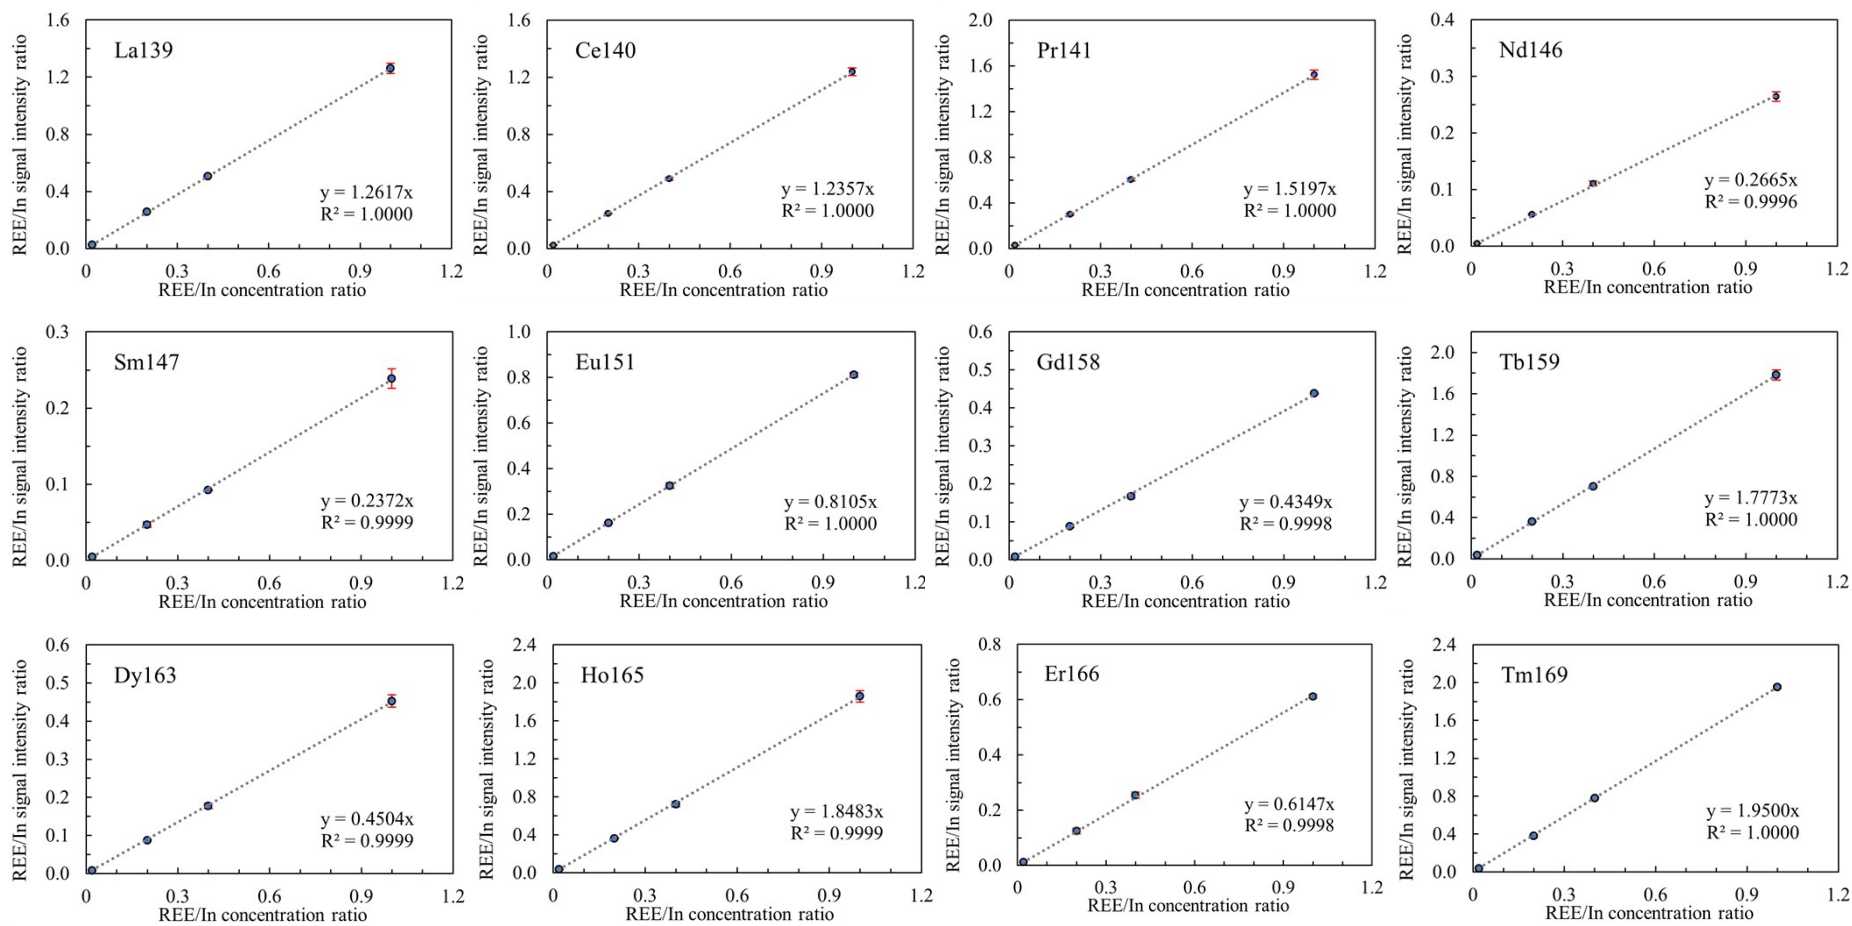 La139
REE/In signal intensity ratio
1.6
1.2
0.8
0.4
0.0
y = 1.2617x
R² = 1.0000
0 0.3 0.6 0.9 1.2
REE/In concentration ratio
Ce140
REE/In signal intensity ratio
1.6
1.2
0.8
0.4
0.0
y = 1.2357x
R² = 1.0000
0 0.3 0.6 0.9 1.2
REE/In concentration ratio
Pr141
REE/In signal intensity ratio
2.0
1.6
1.2
0.8
0.4
0.0
y = 1.5197x
R² = 1.0000
0 0.3 0.6 0.9 1.2
REE/In concentration ratio
Nd146
REE/In signal intensity ratio
0.4
0.3
0.2
0.1
0.0
y = 0.2665x
R² = 0.9996
0 0.3 0.6 0.9 1.2
REE/In concentration ratio
Sm147
REE/In signal intensity ratio
0.3
0.2
0.1
0.0
y = 0.2372x
R² = 0.9999
0 0.3 0.6 0.9 1.2
REE/In concentration ratio
Eu151
REE/In signal intensity ratio
1.0
0.8
0.6
0.4
0.2
0.0
y = 0.8105x
R² = 1.0000
0 0.3 0.6 0.9 1.2
REE/In concentration ratio
Gd158
REE/In signal intensity ratio
0.6
0.5
0.4
0.3
0.2
0.1
0.0
y = 0.4349x
R² = 0.9998
0 0.3 0.6 0.9 1.2
REE/In concentration ratio
Tb159
REE/In signal intensity ratio
2.0
1.6
1.2
0.8
0.4
0.0
y = 1.7773x
R² = 1.0000
0 0.3 0.6 0.9 1.2
REE/In concentration ratio
Dy163
REE/In signal intensity ratio
0.6
0.5
0.4
0.3
0.2
0.1
0.0
y = 0.4504x
R² = 0.9999
0 0.3 0.6 0.9 1.2
REE/In concentration ratio
Ho165
REE/In signal intensity ratio
2.4
2.0
1.6
1.2
0.8
0.4
0.0
y = 1.8483x
R² = 0.9999
0 0.3 0.6 0.9 1.2
REE/In concentration ratio
Er166
REE/In signal intensity ratio
0.8
0.6
0.4
0.2
0.0
y = 0.6147x
R² = 0.9998
0 0.3 0.6 0.9 1.2
REE/In concentration ratio
Tm169
REE/In signal intensity ratio
2.4
2.0
1.6
1.2
0.8
0.4
0.0
y = 1.9500x
R² = 1.0000
0 0.3 0.6 0.9 1.2
REE/In concentration ratio